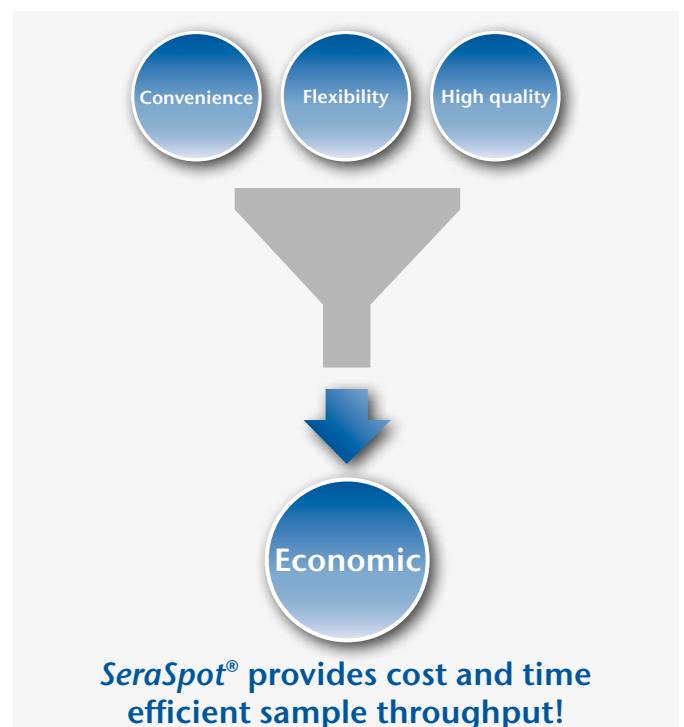 Convenience Flexibility High quality
Economic
SeraSpot® provides cost and time
efficient sample throughput!